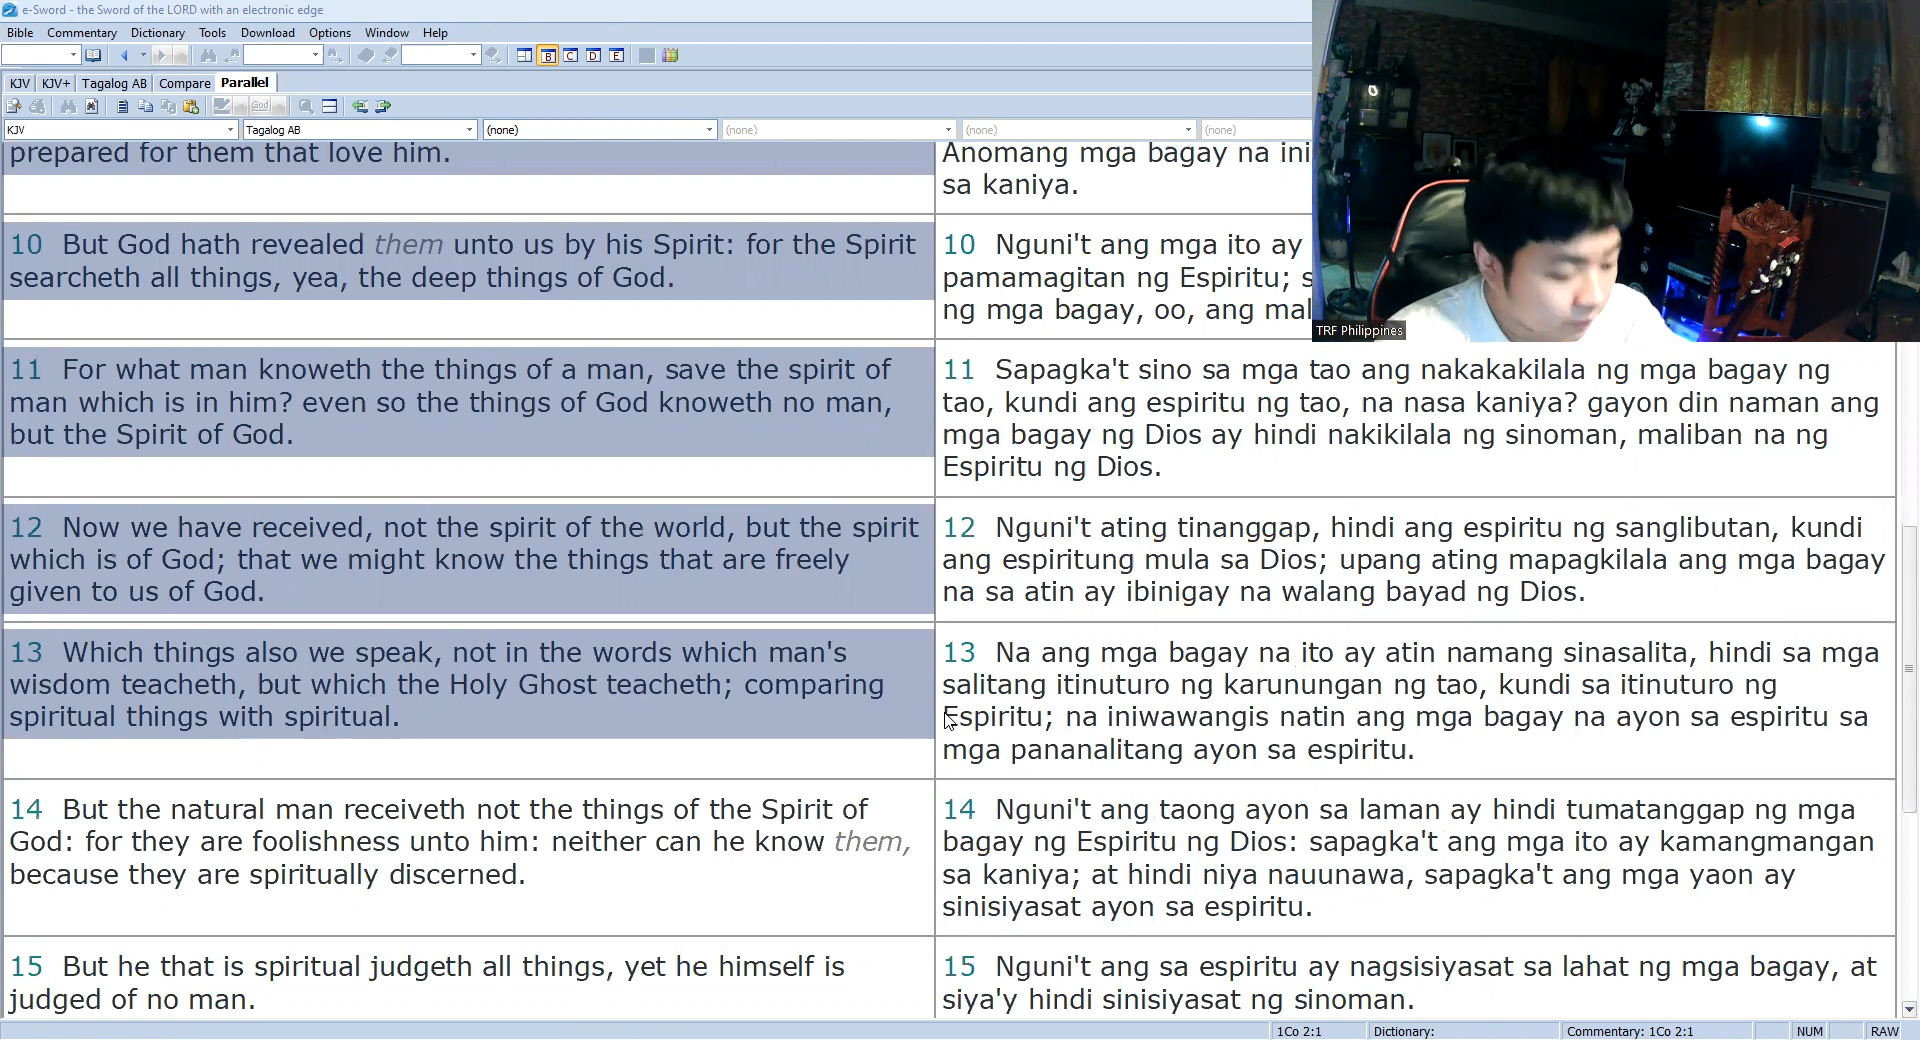 e-Sword - the Sword of the LORD with an electronic edge
Bible Commentary Dictionary Tools Download Options Window Help
B C D E
KJV KJV+ Tagalog AB Compare Parallel
God
KJV Tagalog AB (none) (none) (none) (none)
prepared for them that love him.
10 But God hath revealed them unto us by his Spirit: for the Spirit
searcheth all things, yea, the deep things of God.
11 For what man knoweth the things of a man, save the spirit of
man which is in him? even so the things of God knoweth no man,
but the Spirit of God.
12 Now we have received, not the spirit of the world, but the spirit
which is of God; that we might know the things that are freely
given to us of God.
13 Which things also we speak, not in the words which man's
wisdom teacheth, but which the Holy Ghost teacheth; comparing
spiritual things with spiritual.
14 But the natural man receiveth not the things of the Spirit of
God: for they are foolishness unto him: neither can he know them,
because they are spiritually discerned.
15 But he that is spiritual judgeth all things, yet he himself is
judged of no man.
Anomang mga bagay na ini
sa kaniya.
10 Nguni't ang mga ito ay
pamamagitan ng Espiritu; s
ng mga bagay, oo, ang mal
11 Sapagka't sino sa mga tao ang nakakakilala ng mga bagay ng
tao, kundi ang espiritu ng tao, na nasa kaniya? gayon din naman ang
mga bagay ng Dios ay hindi nakikilala ng sinoman, maliban na ng
Espiritu ng Dios.
12 Nguni't ating tinanggap, hindi ang espiritu ng sanglibutan, kundi
ang espiritung mula sa Dios; upang ating mapagkilala ang mga bagay
na sa atin ay ibinigay na walang bayad ng Dios.
13 Na ang mga bagay na ito ay atin namang sinasalita, hindi sa mga
salitang itinuturo ng karunungan ng tao, kundi sa itinuturo ng
Espiritu; na iniwawangis natin ang mga bagay na ayon sa espiritu sa
mga pananalitang ayon sa espiritu.
14 Nguni't ang taong ayon sa laman ay hindi tumatanggap ng mga
bagay ng Espiritu ng Dios: sapagka't ang mga ito ay kamangmangan
sa kaniya; at hindi niya nauunawa, sapagka't ang mga yaon ay
sinisiyasat ayon sa espiritu.
15 Nguni't ang sa espiritu ay nagsisiyasat sa lahat ng mga bagay, at
siya'y hindi sinisiyasat ng sinoman.
TRF Philippines
1Co 2:1 Dictionary: Commentary: 1Co 2:1 NUM RAW